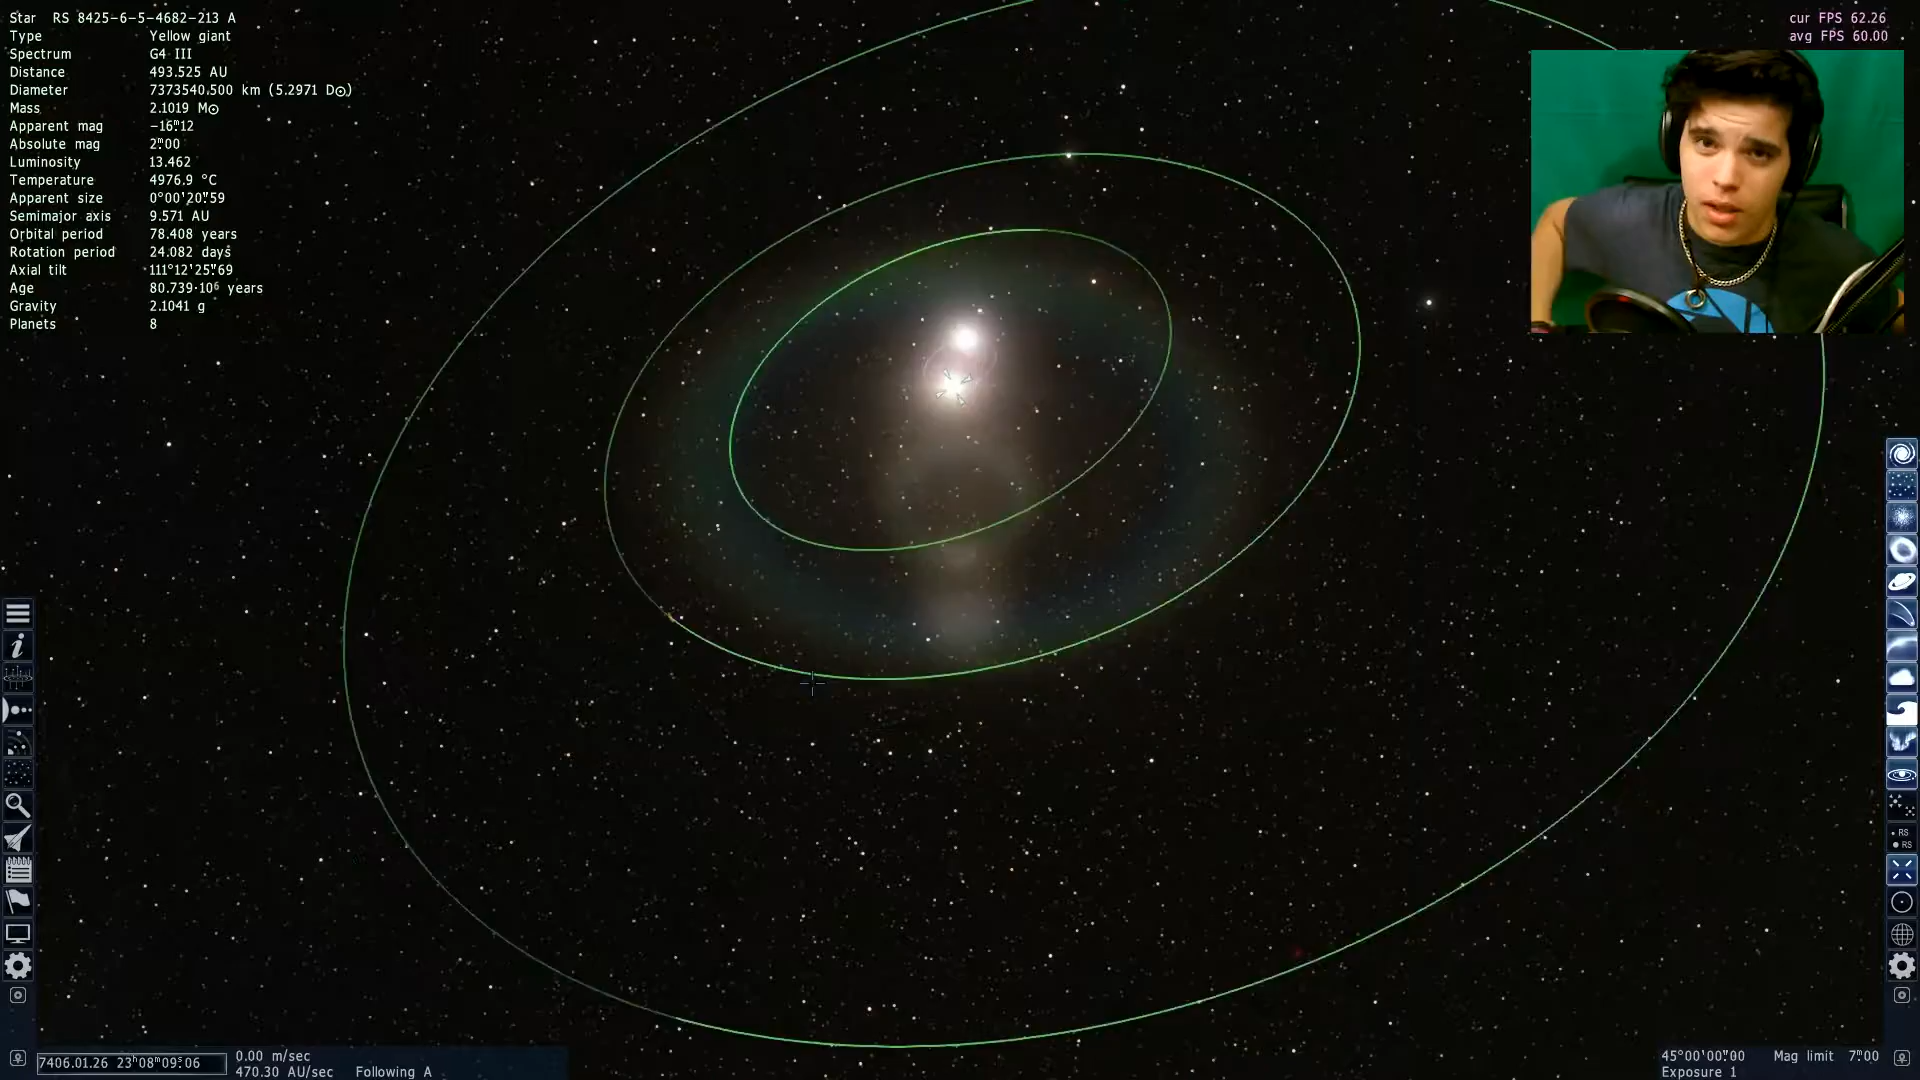 Star RS 8425-6-5-4682-213 A
Type Yellow giant
Spectrum G4 III
Distance 493.525 AU
Diameter 7373540.500 km (5.2971 D⊙)
Mass 2.1019 M⊙
Apparent mag -16ᵐ12
Absolute mag 2ᵐ00
Luminosity 13.462
Temperature 4976.9 °C
Apparent size 0°00'20"59
Semimajor axis 9.571 AU
Orbital period 78.408 years
Rotation period 24.082 days
Axial tilt 111°12'25"69
Age 80.739·10⁶ years
Gravity 2.1041 g
Planets 8
cur FPS 62.26
avg FPS 60.00
RS
RS
7406.01.26 23ʰ08ᵐ09ˢ06
0.00 m/sec
470.30 AU/sec Following A
45°00'00"00 Mag limit 7ᵐ00
Exposure 1